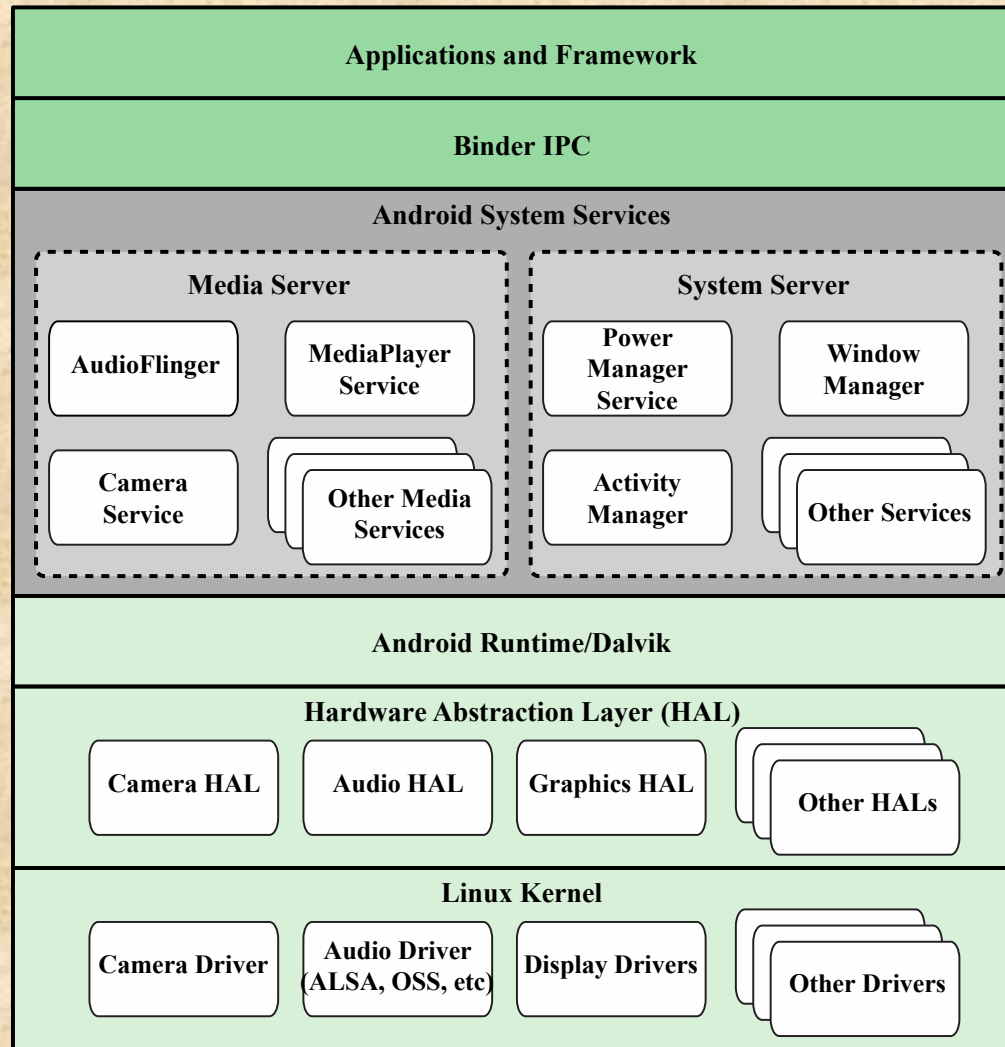 Applications and Framework
Binder IPC
Android System Services
Media Server
AudioFlinger
MediaPlayer
Service
Camera
Service
Other Media
Services
System Server
Power
Manager
Service
Window
Manager
Activity
Manager
Other Services
Android Runtime/Dalvik
Hardware Abstraction Layer (HAL)
Camera HAL
Audio HAL
Graphics HAL
Other HALs
Linux Kernel
Camera Driver
Audio Driver
(ALSA, OSS, etc)
Display Drivers
Other Drivers